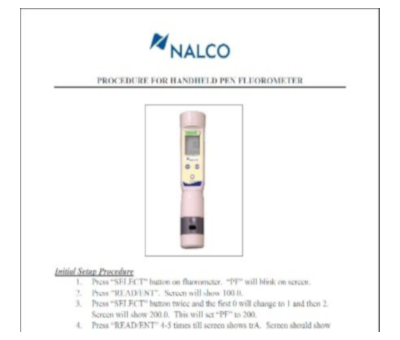 NALCO
PROCEDURE FOR HANDHELD PEN FLUOROMETER
NALCO
Initial Setup Procedure
1. Press "SELECT" button on fluorometer. "PF" will blink on screen.
2. Press "READ/ENT". Screen will show 100.0.
3. Press "SELECT" button twice and the first 0 will change to 1 and then 2.
Screen will show 200.0. This will set "PF" to 200.
4. Press "READ/ENT" 4-5 times till screen shows trA. Screen should show